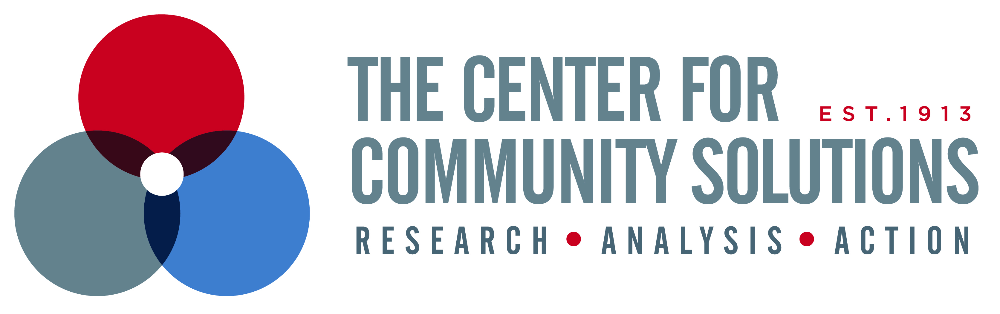 THE CENTER FOR
EST.1913
COMMUNITY SOLUTIONS
RESEARCH • ANALYSIS • ACTION